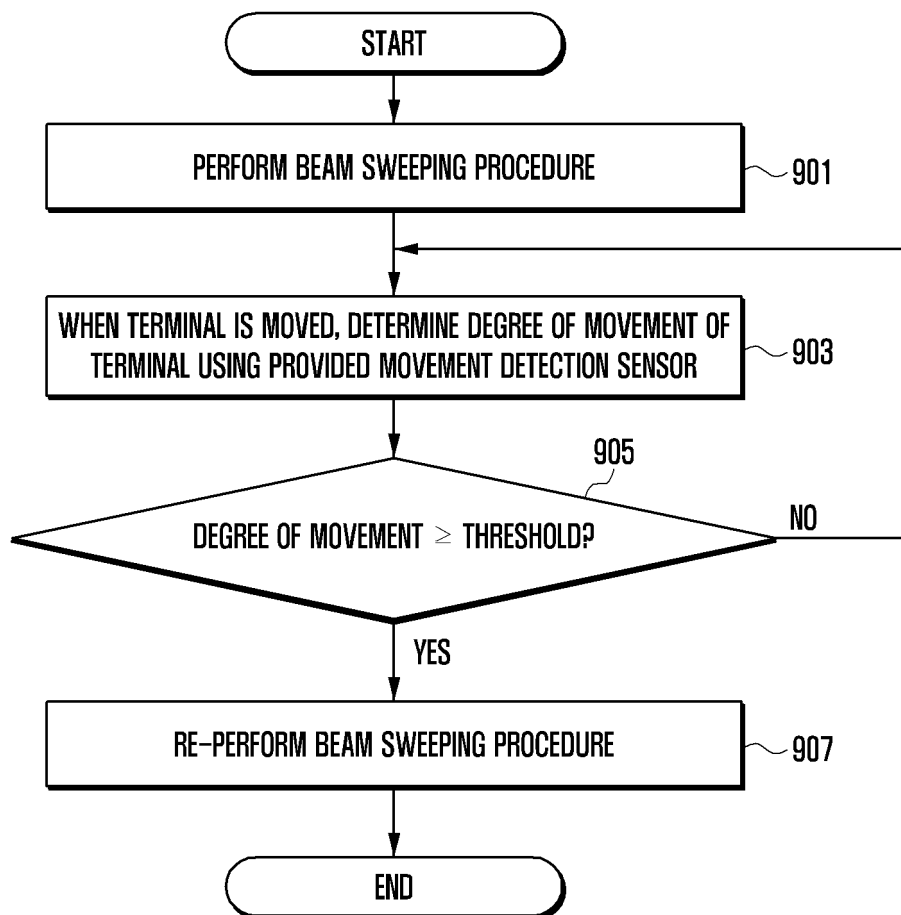 START
PERFORM BEAM SWEEPING PROCEDURE
901
WHEN TERMINAL IS MOVED, DETERMINE DEGREE OF MOVEMENT OF
TERMINAL USING PROVIDED MOVEMENT DETECTION SENSOR
903
905
DEGREE OF MOVEMENT ≥ THRESHOLD?
NO
YES
RE-PERFORM BEAM SWEEPING PROCEDURE
907
END